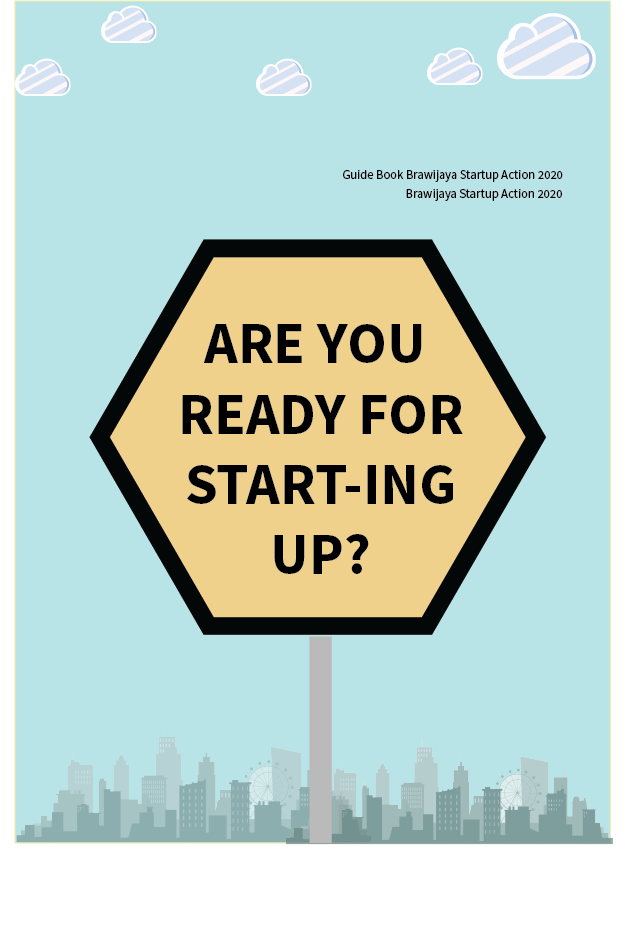 Guide Book Brawijaya Startup Action 2020
Brawijaya Startup Action 2020
ARE YOU
READY FOR
START-ING
UP?